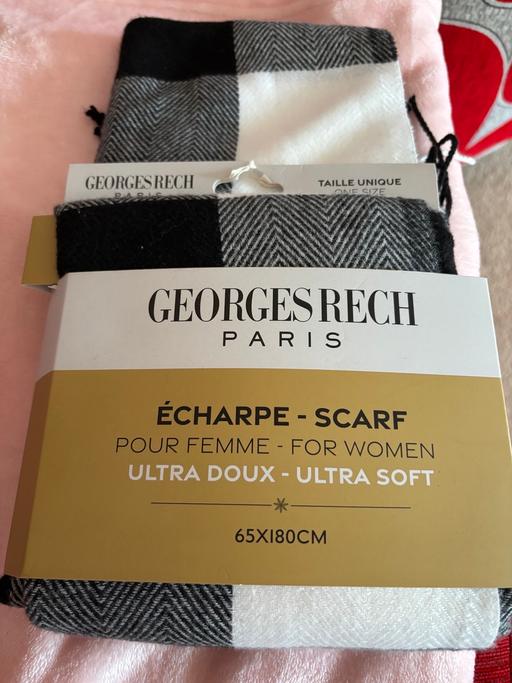 GEORGES RECH
PARIS
TAILLE UNIQUE
ONE SIZE
GEORGES RECH
PARIS
ÉCHARPE - SCARF
POUR FEMME - FOR WOMEN
ULTRA DOUX - ULTRA SOFT
65X180CM